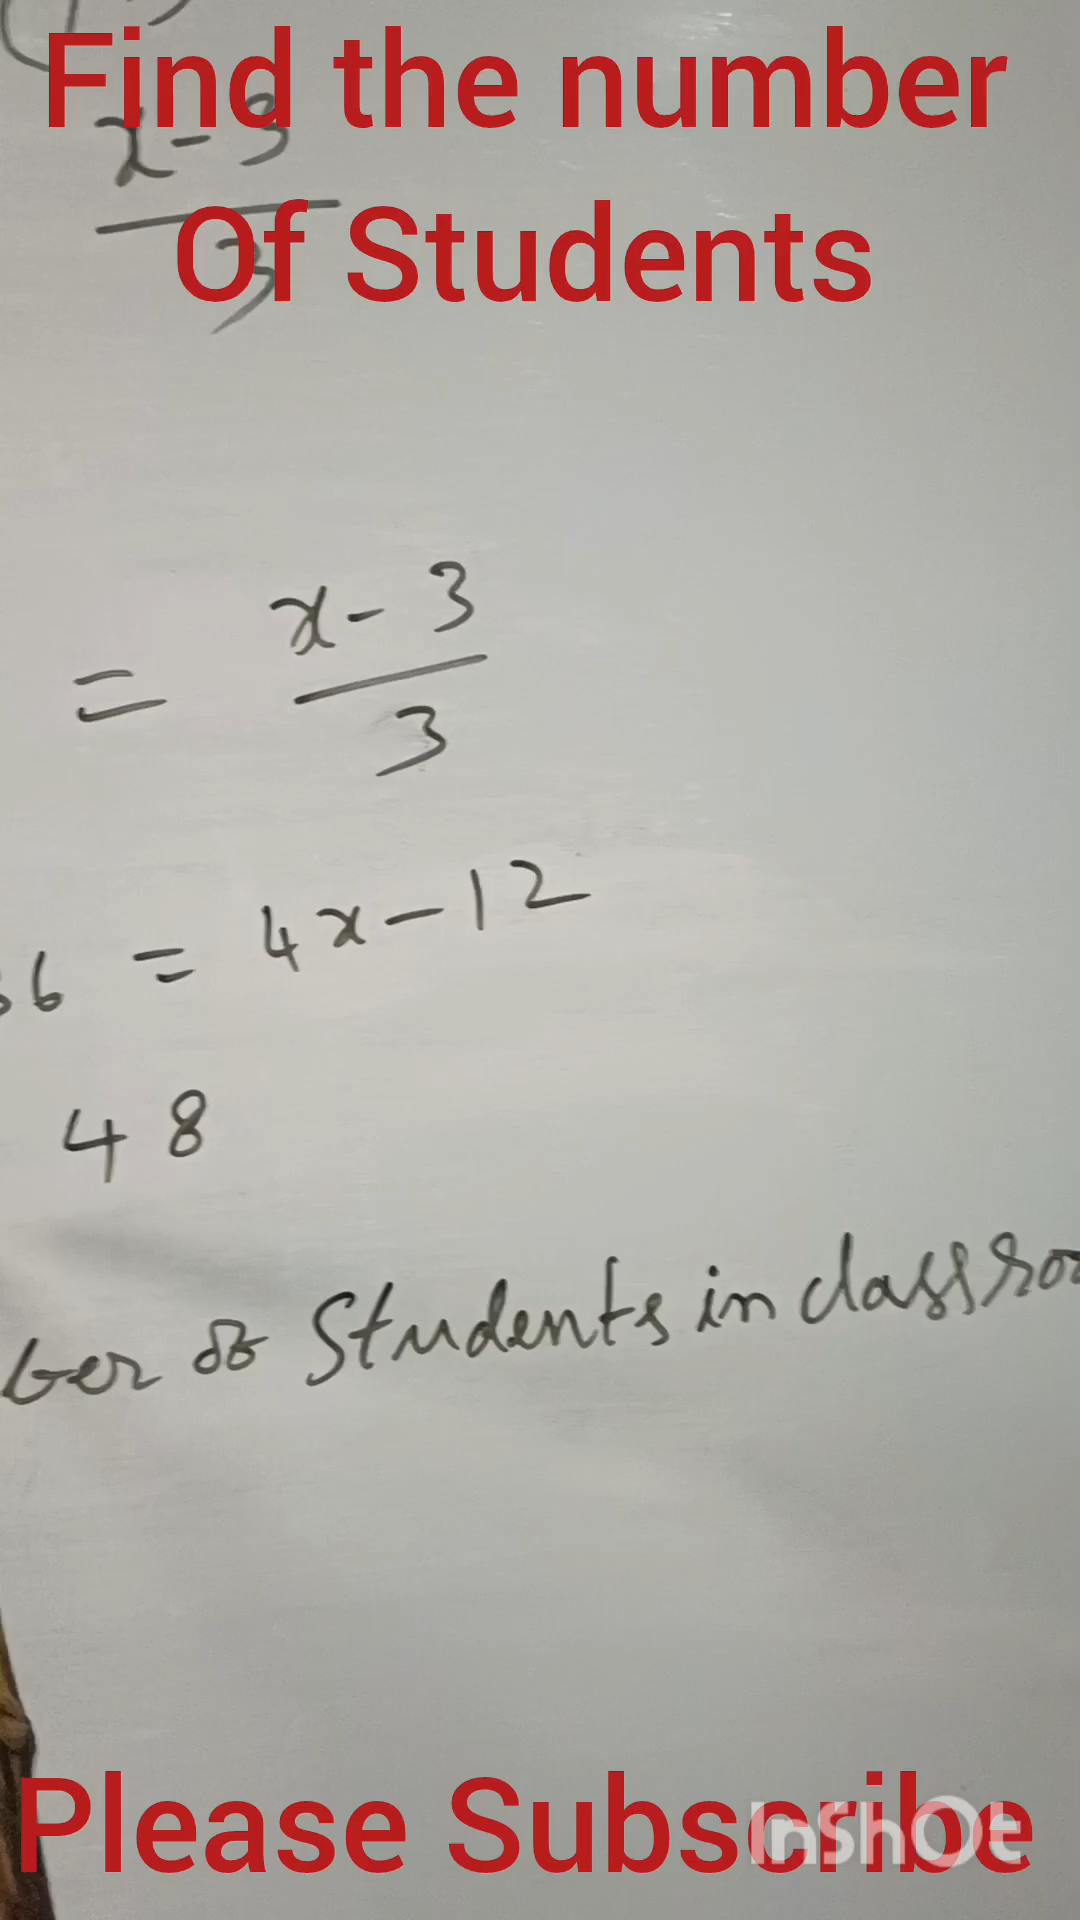 Find the number
Of Students
x-3
3
= x-3
3
6 = 4x-12
48
ber of Students in classroo
Please Subscribe
InShOt